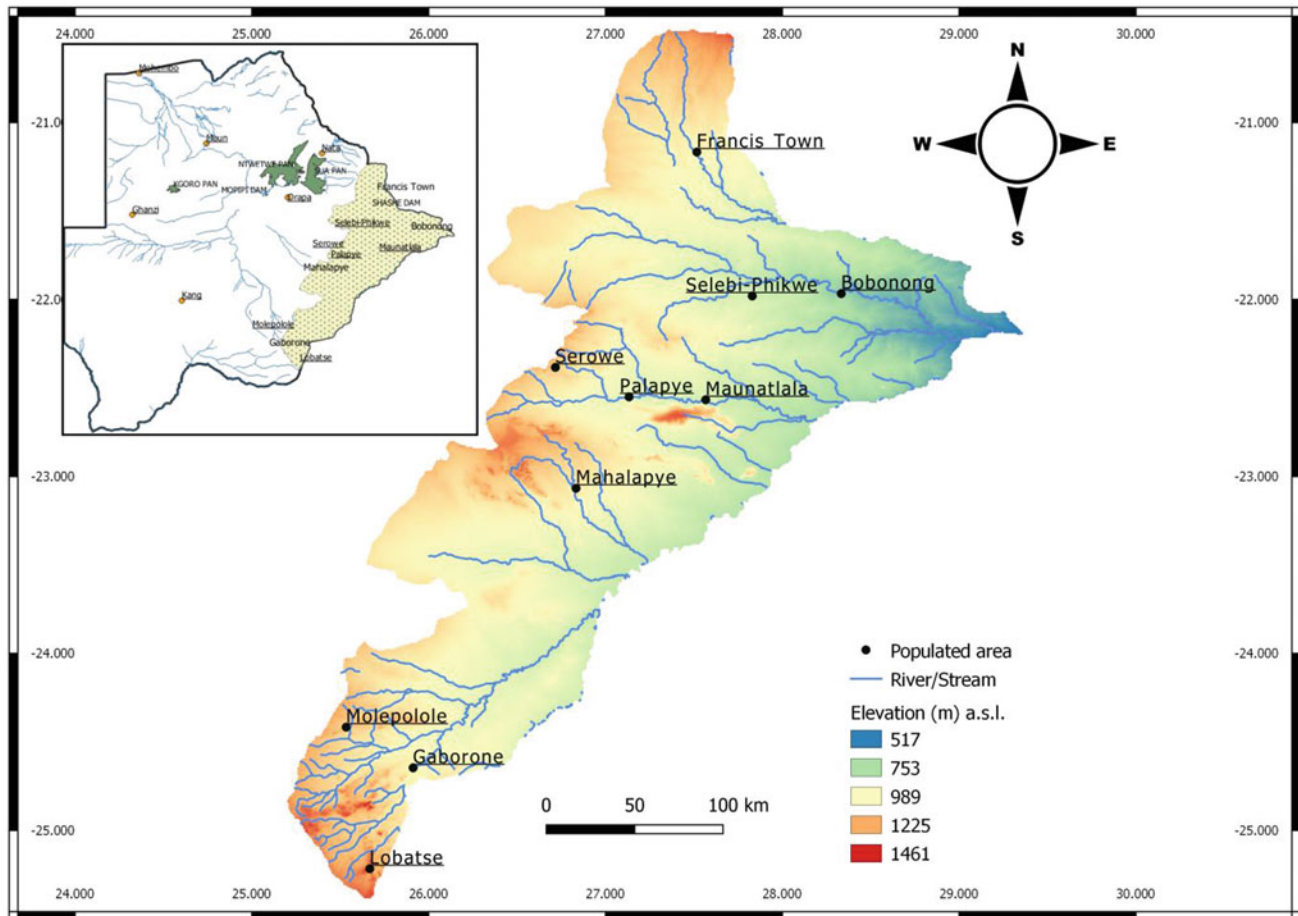 24.000 25.000 26.000 27.000 28.000 29.000 30.000
-21.000 -21.000
-22.000 -22.000
-23.000 -23.000
-24.000 -24.000
-25.000 -25.000
24.000 25.000 26.000 27.000 28.000 29.000 30.000
Mohembo
Maun
Nata
NTWETWE PAN
SUA PAN
KGORO PAN
MOPIPI DAM
Orapa
Ghanzi
Francis Town
SHASHE DAM
Selebi-Phikwe
Bobonong
Serowe
Maunatlala
Palapye
Mahalapye
Kang
Molepolole
Gaborone
Lobatse
N
W E
S
Francis Town
Selebi-Phikwe
Bobonong
Serowe
Palapye
Maunatlala
Mahalapye
Molepolole
Gaborone
Lobatse
0 50 100 km
Populated area
River/Stream
Elevation (m) a.s.l.
517
753
989
1225
1461